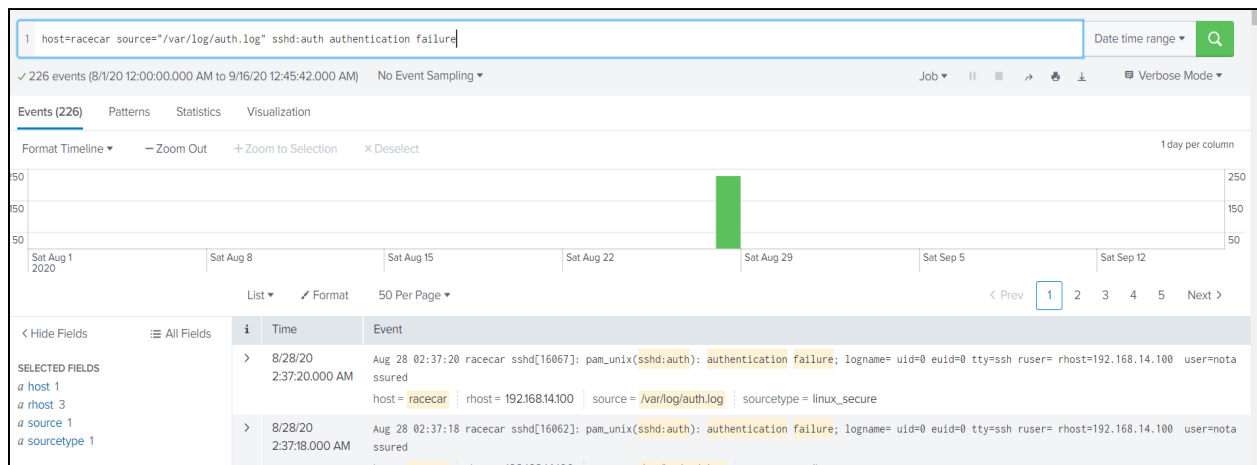 1 host=racecar source="/var/log/auth.log" sshd:auth authentication failure
Date time range
226 events (8/1/20 12:00:00.000 AM to 9/16/20 12:45:42.000 AM) No Event Sampling
Job Verbose Mode
Events (226) Patterns Statistics Visualization
Format Timeline — Zoom Out + Zoom to Selection × Deselect
1 day per column
250 250
150 150
50 50
Sat Aug 1 Sat Aug 8 Sat Aug 15 Sat Aug 22 Sat Aug 29 Sat Sep 5 Sat Sep 12
2020
List Format 50 Per Page
< Prev 1 2 3 4 5 Next >
< Hide Fields All Fields
i Time Event
SELECTED FIELDS
a host 1
a rhost 3
a source 1
a sourcetype 1
> 8/28/20 Aug 28 02:37:20 racecar sshd[16067]: pam_unix(sshd:auth): authentication failure; logname= uid=0 euid=0 tty=ssh ruser= rhost=192.168.14.100 user=nota
2:37:20.000 AM ssured
host = racecar rhost = 192.168.14.100 source = /var/log/auth.log sourcetype = linux_secure
> 8/28/20 Aug 28 02:37:18 racecar sshd[16062]: pam_unix(sshd:auth): authentication failure; logname= uid=0 euid=0 tty=ssh ruser= rhost=192.168.14.100 user=nota
2:37:18.000 AM ssured